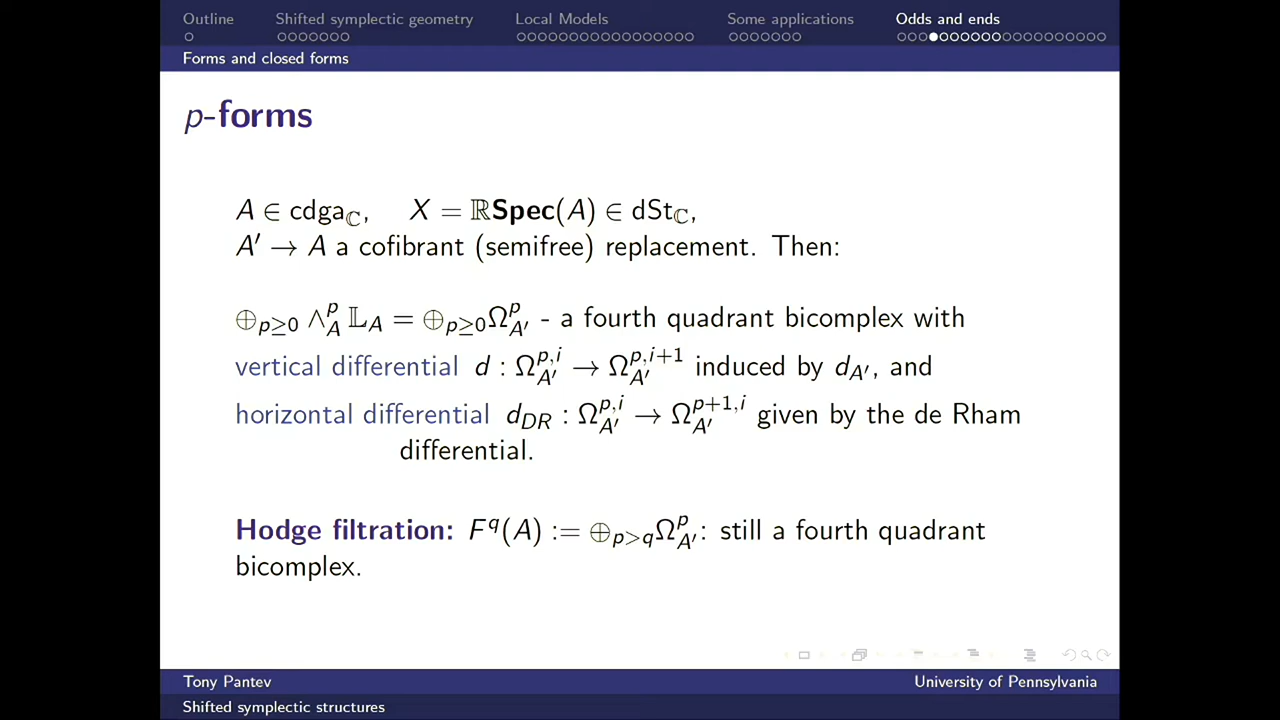 Outline Shifted symplectic geometry Local Models Some applications Odds and ends
Forms and closed forms
p-forms
A ∈ cdga_ℂ, X = ℝSpec(A) ∈ dSt_ℂ,
A′ → A a cofibrant (semifree) replacement. Then:
⊕_{p≥0} ∧^p_A 𝕃_A = ⊕_{p≥0}Ω^p_{A′} - a fourth quadrant bicomplex with
vertical differential d : Ω^{p,i}_{A′} → Ω^{p,i+1}_{A′} induced by d_{A′}, and
horizontal differential d_{DR} : Ω^{p,i}_{A′} → Ω^{p+1,i}_{A′} given by the de Rham
differential.
Hodge filtration: F^q(A) := ⊕_{p>q}Ω^p_{A′}: still a fourth quadrant
bicomplex.
Tony Pantev University of Pennsylvania
Shifted symplectic structures